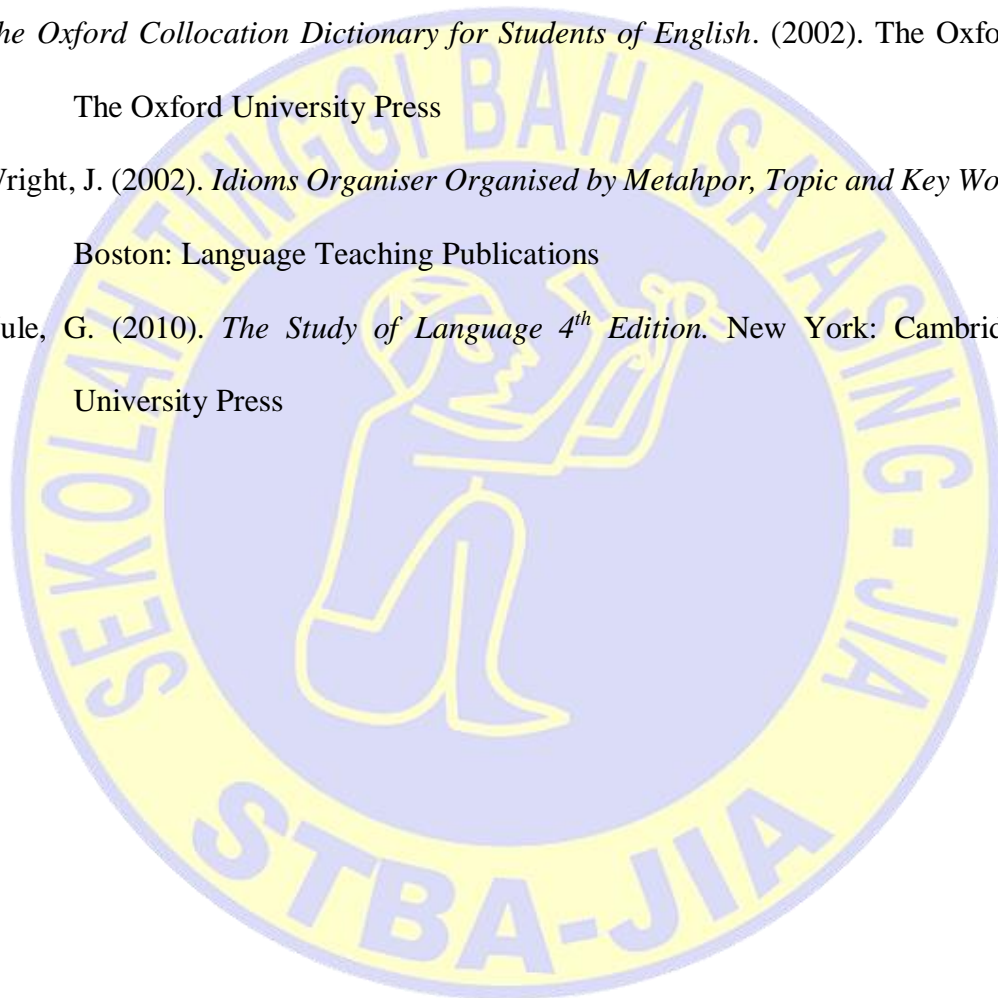 he Oxford Collocation Dictionary for Students of English. (2002). The Oxfo
The Oxford University Press
Wright, J. (2002). Idioms Organiser Organised by Metahpor, Topic and Key Wo
Boston: Language Teaching Publications
ule, G. (2010). The Study of Language 4th Edition. New York: Cambrid
University Press
SEKOLAH TINGGI BAHASA ASING - JIA
STBA-JIA